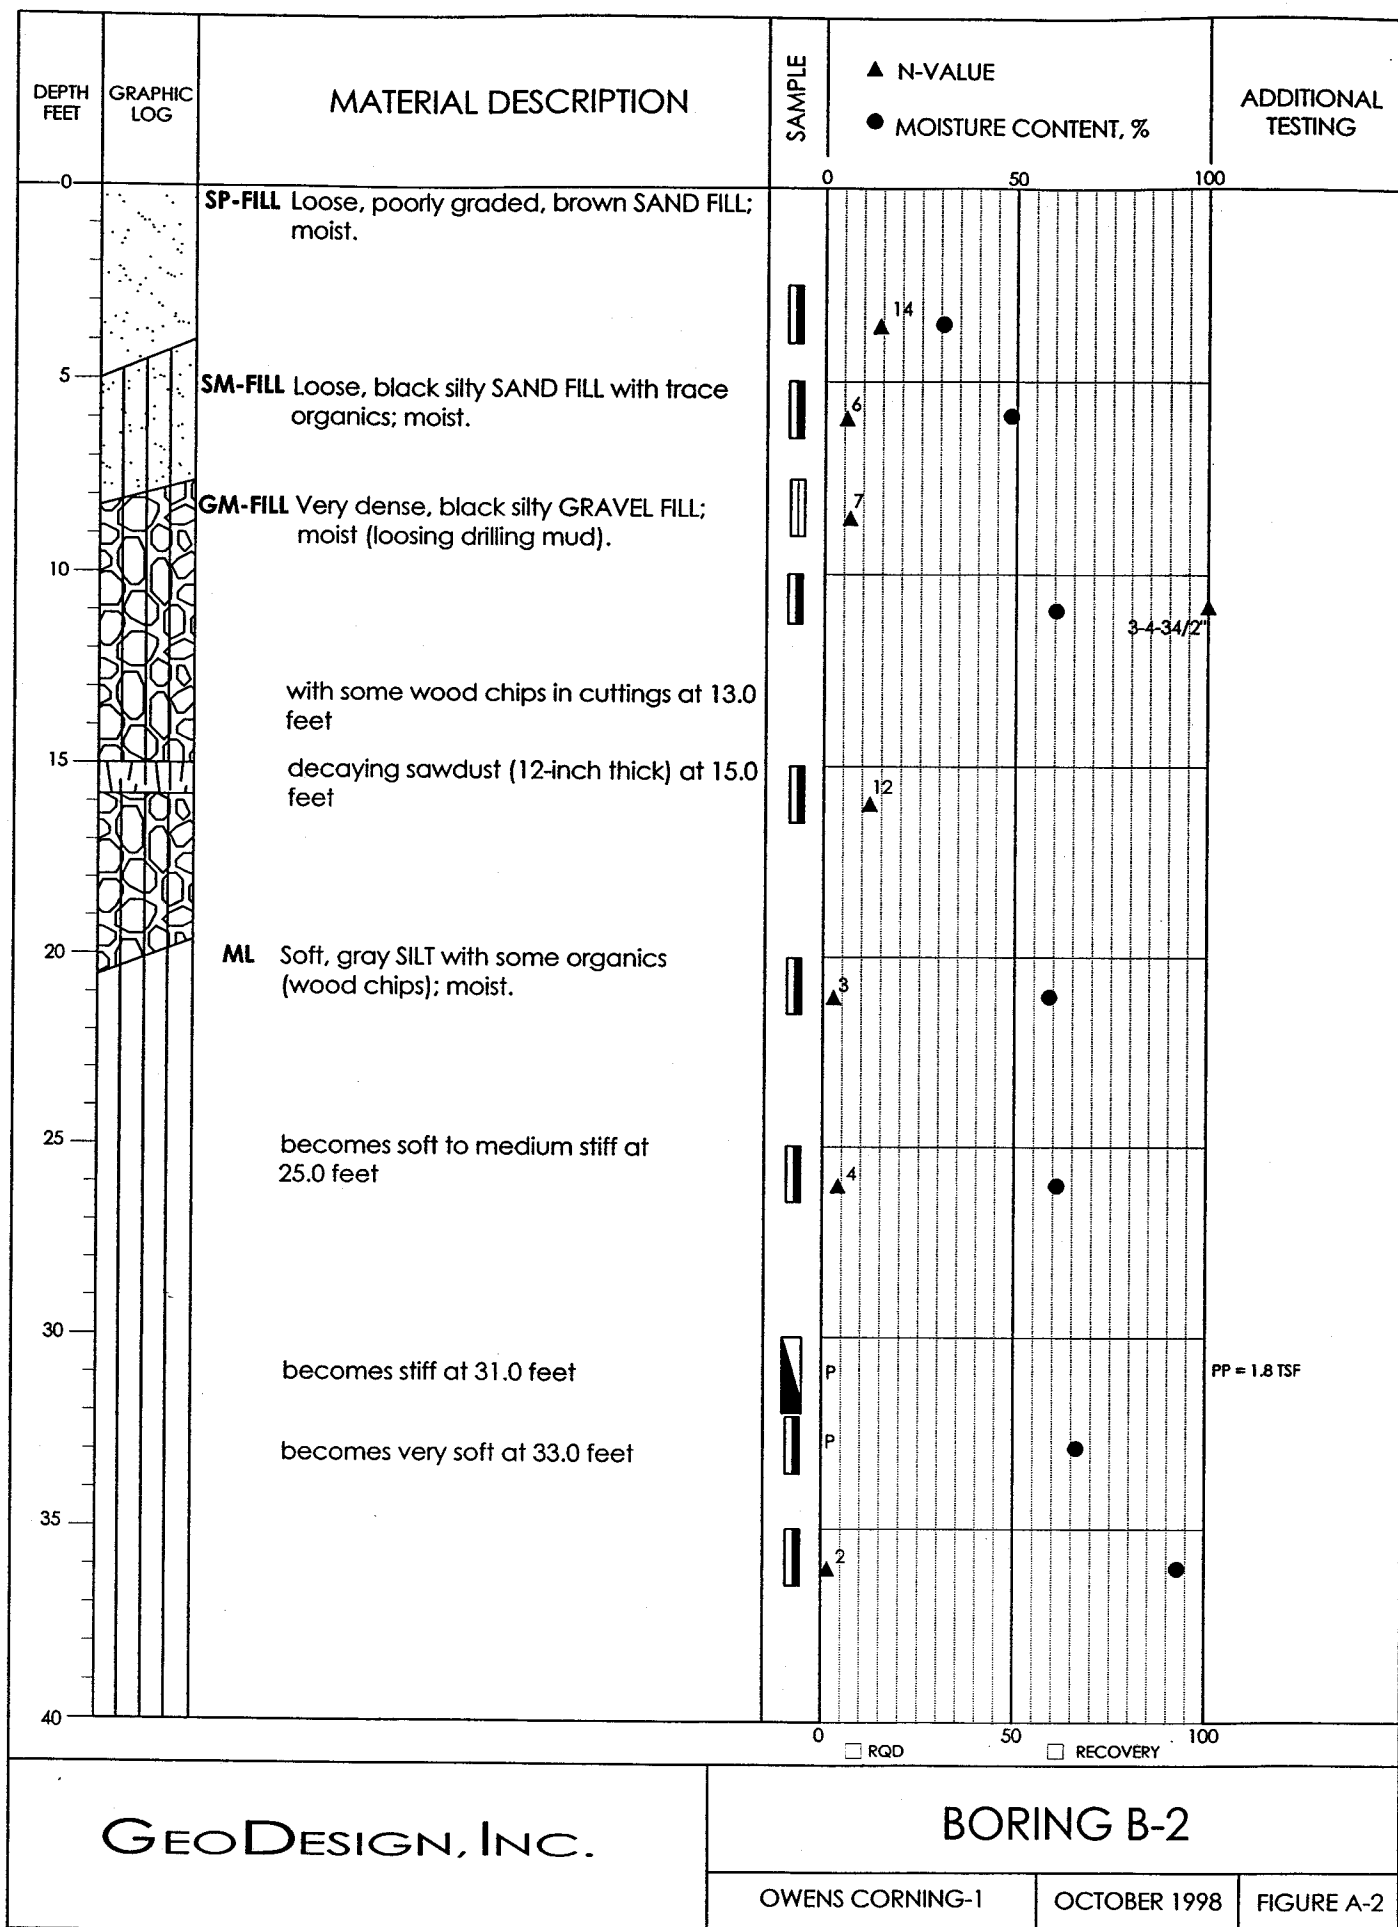 DEPTH
FEET
GRAPHIC
LOG
MATERIAL DESCRIPTION
SAMPLE
▲ N-VALUE
● MOISTURE CONTENT, %
ADDITIONAL
TESTING
0
0 50 100
SP-FILL Loose, poorly graded, brown SAND FILL;
moist.
14
5
SM-FILL Loose, black silty SAND FILL with trace
organics; moist.
6
GM-FILL Very dense, black silty GRAVEL FILL;
moist (loosing drilling mud).
7
10
3-4-34/2"
with some wood chips in cuttings at 13.0
feet
15
decaying sawdust (12-inch thick) at 15.0
feet
12
20
ML Soft, gray SILT with some organics
(wood chips); moist.
3
25
becomes soft to medium stiff at
25.0 feet
4
30
becomes stiff at 31.0 feet
P
PP = 1.8 TSF
becomes very soft at 33.0 feet
P
35
2
40
0 50 100
RQD RECOVERY
GEODESIGN, INC.
BORING B-2
OWENS CORNING-1
OCTOBER 1998
FIGURE A-2